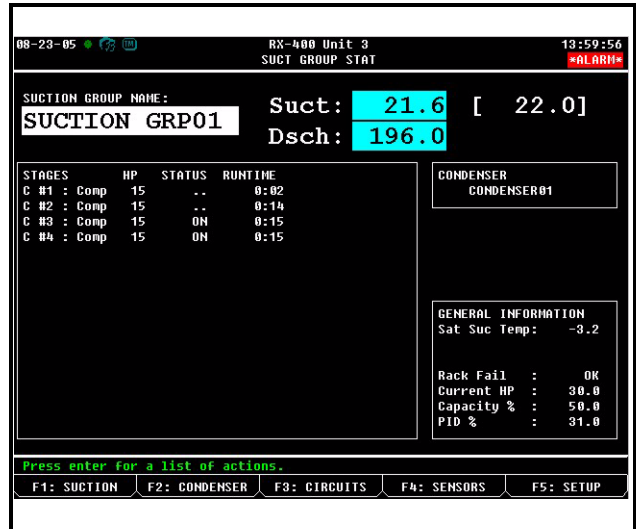 08-23-05 RX-400 Unit 3 13:59:56
SUCT GROUP STAT *ALARM*
SUCTION GROUP NAME:
SUCTION GRP01
Suct: 21.6 [ 22.0]
Dsch: 196.0
STAGES HP STATUS RUNTIME
C #1 : Comp 15 .. 0:02
C #2 : Comp 15 .. 0:14
C #3 : Comp 15 ON 0:15
C #4 : Comp 15 ON 0:15
CONDENSER
CONDENSER01
GENERAL INFORMATION
Sat Suc Temp: -3.2
Rack Fail : OK
Current HP : 30.0
Capacity % : 50.0
PID % : 31.0
Press enter for a list of actions.
F1: SUCTION F2: CONDENSER F3: CIRCUITS F4: SENSORS F5: SETUP